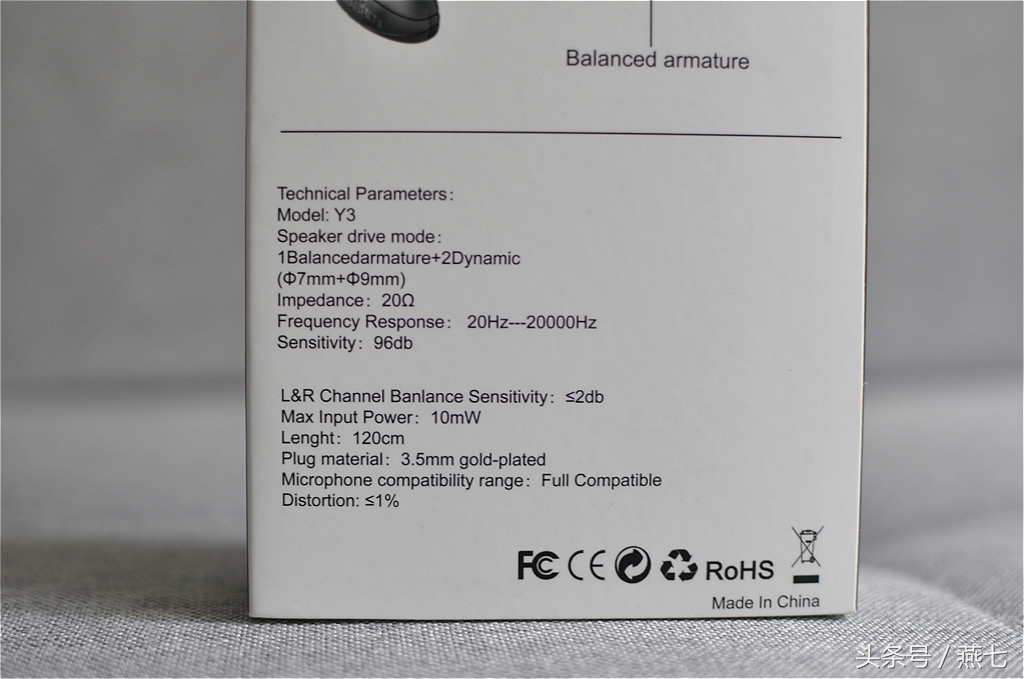 Balanced armature
Technical Parameters：
Model: Y3
Speaker drive mode：
1Balancedarmature+2Dynamic
(Φ7mm+Φ9mm)
Impedance： 20Ω
Frequency Response： 20Hz---20000Hz
Sensitivity： 96db
L&R Channel Banlance Sensitivity： ≤2db
Max Input Power： 10mW
Lenght： 120cm
Plug material： 3.5mm gold-plated
Microphone compatibility range： Full Compatible
Distortion: ≤1%
FC CE RoHS
Made In China
头条号 / 燕七